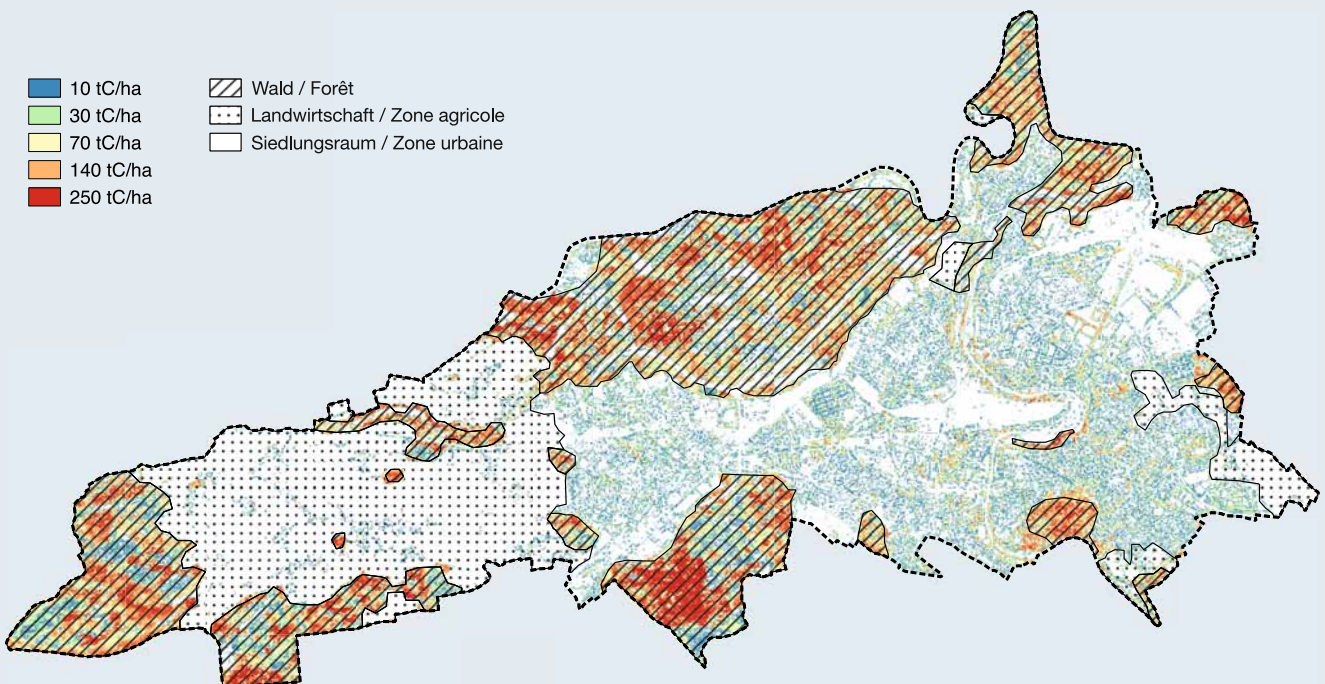 10 tC/ha
30 tC/ha
70 tC/ha
140 tC/ha
250 tC/ha
Wald / Forêt
Landwirtschaft / Zone agricole
Siedlungsraum / Zone urbaine